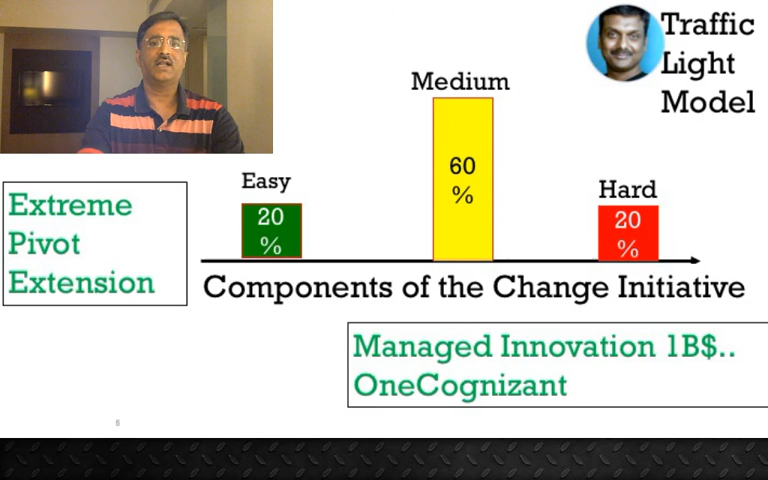 Traffic
Light
Model
Medium
60
%
Easy
20
%
Hard
20
%
Extreme
Pivot
Extension
Components of the Change Initiative
Managed Innovation 1B$..
OneCognizant